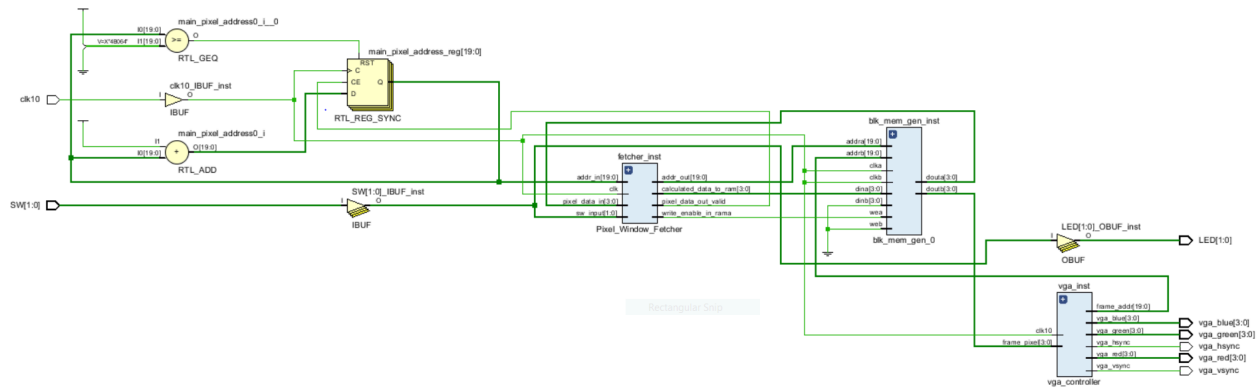 main_pixel_address0_i__0
I0[19:0]
V=X"4B064" I1[19:0]
O
>=
RTL_GEQ
main_pixel_address_reg[19:0]
RST
C
CE
D
Q
RTL_REG_SYNC
clk10
clk10_IBUF_inst
I
O
IBUF
main_pixel_address0_i
I1
I0[19:0]
+
O[19:0]
RTL_ADD
SW[1:0]
SW[1:0]_IBUF_inst
I
O
IBUF
fetcher_inst
addr_in[19:0]
clk
pixel_data_in[3:0]
sw_input[1:0]
addr_out[19:0]
calculated_data_to_ram[3:0]
pixel_data_out_valid
write_enable_in_rama
Pixel_Window_Fetcher
blk_mem_gen_inst
addra[19:0]
addrb[19:0]
clka
clkb
dina[3:0]
dinb[3:0]
wea
web
douta[3:0]
doutb[3:0]
blk_mem_gen_0
LED[1:0]_OBUF_inst
I
O
OBUF
LED[1:0]
Rectangular Snip
vga_inst
clk10
frame_pixel[3:0]
frame_addr[19:0]
vga_blue[3:0]
vga_green[3:0]
vga_hsync
vga_red[3:0]
vga_vsync
vga_controller
vga_blue[3:0]
vga_green[3:0]
vga_hsync
vga_red[3:0]
vga_vsync